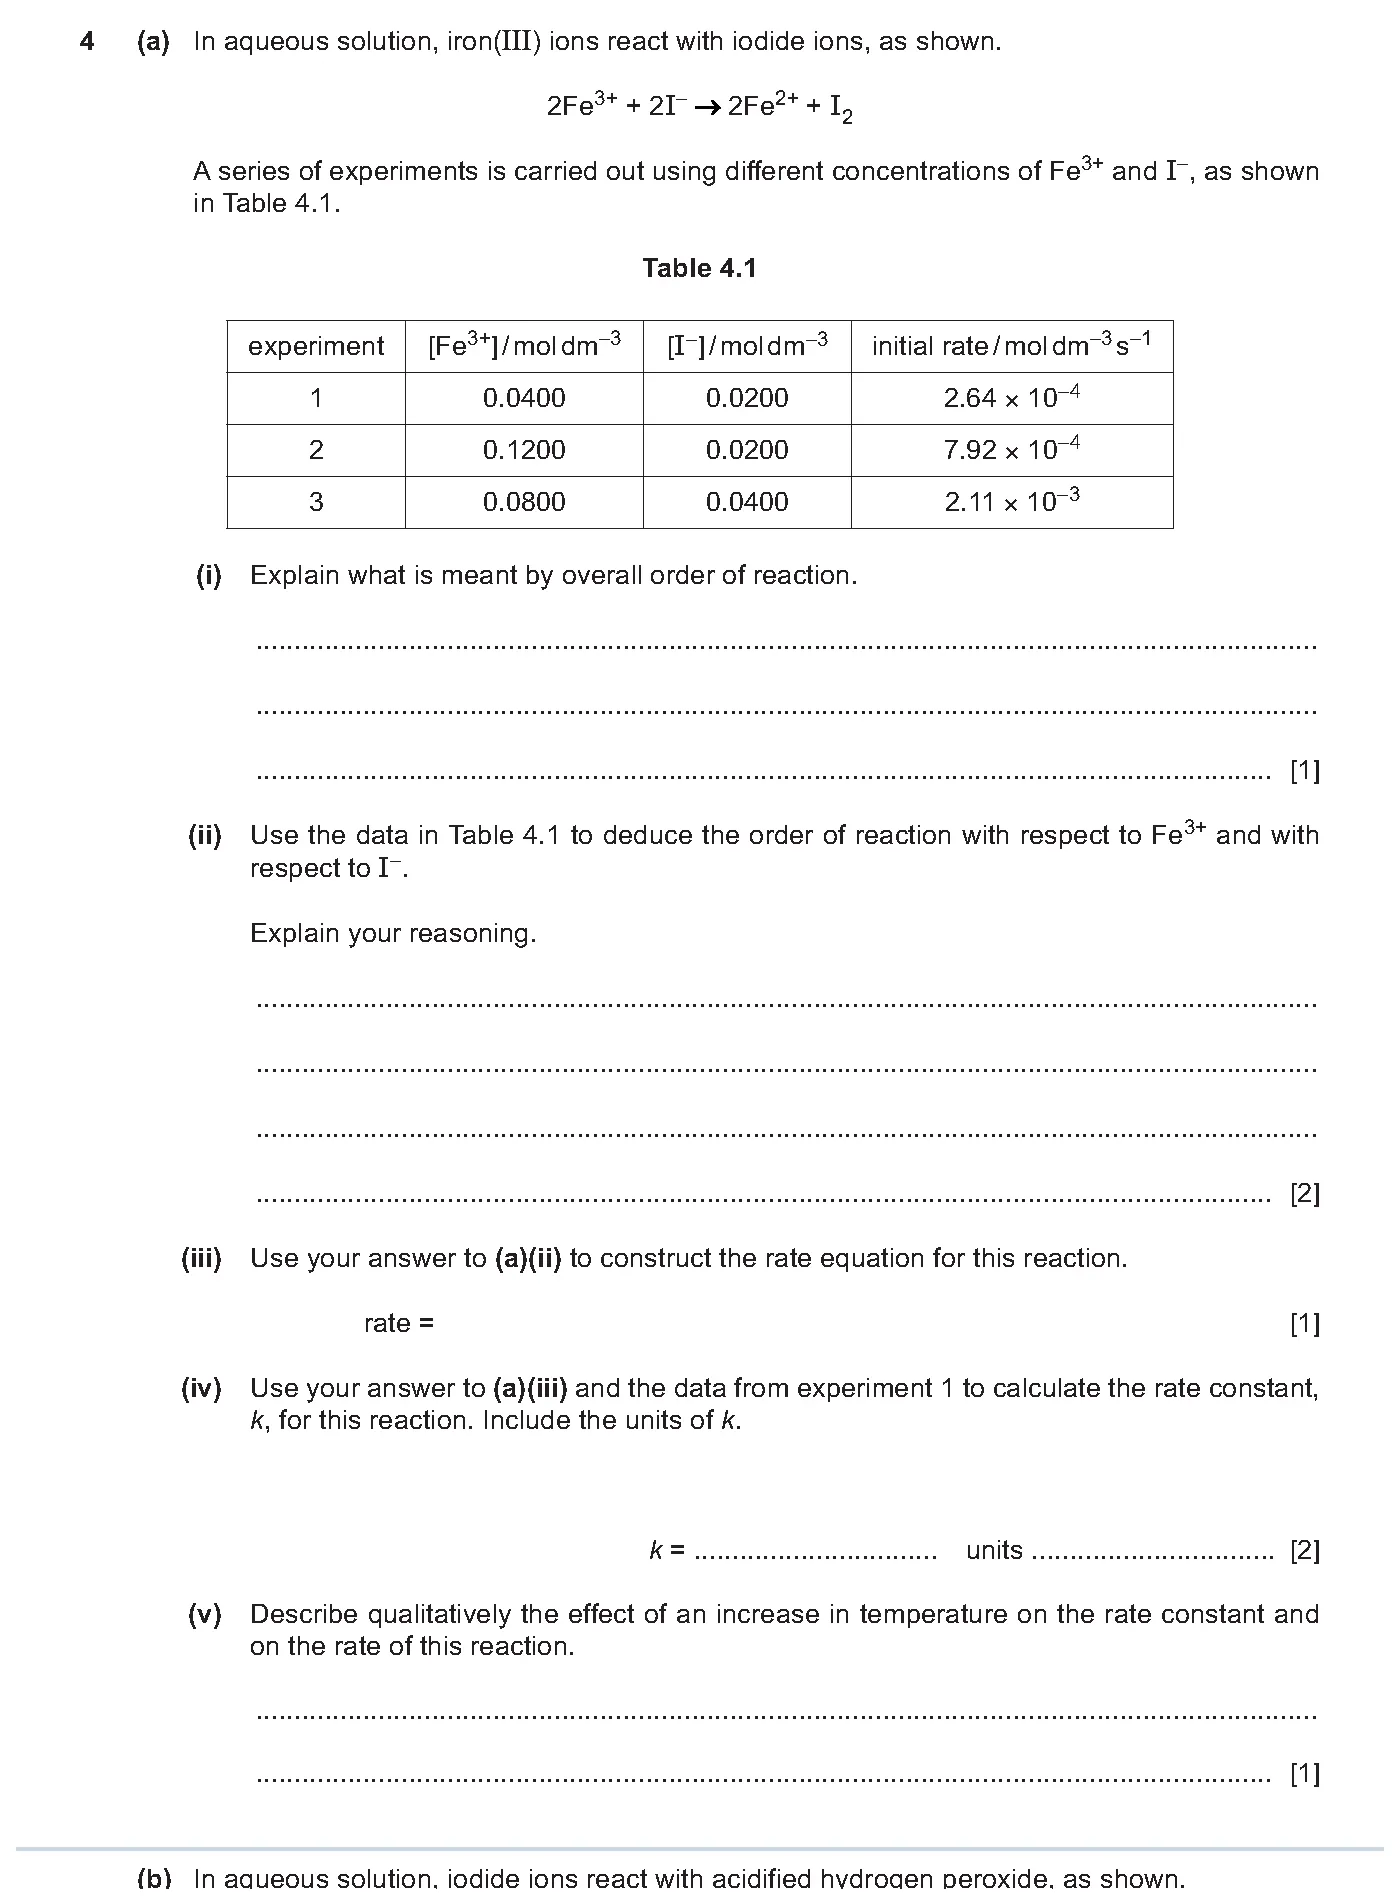 4 (a) In aqueous solution, iron(III) ions react with iodide ions, as shown.
2Fe³⁺ + 2I⁻ → 2Fe²⁺ + I₂
A series of experiments is carried out using different concentrations of Fe³⁺ and I⁻, as shown
in Table 4.1.
Table 4.1
experiment [Fe³⁺]/mol dm⁻³ [I⁻]/mol dm⁻³ initial rate/mol dm⁻³ s⁻¹
1 0.0400 0.0200 2.64 × 10⁻⁴
2 0.1200 0.0200 7.92 × 10⁻⁴
3 0.0800 0.0400 2.11 × 10⁻³
(i) Explain what is meant by overall order of reaction.
[1]
(ii) Use the data in Table 4.1 to deduce the order of reaction with respect to Fe³⁺ and with
respect to I⁻.
Explain your reasoning.
[2]
(iii) Use your answer to (a)(ii) to construct the rate equation for this reaction.
rate = [1]
(iv) Use your answer to (a)(iii) and the data from experiment 1 to calculate the rate constant,
k, for this reaction. Include the units of k.
k = ................................ units ................................ [2]
(v) Describe qualitatively the effect of an increase in temperature on the rate constant and
on the rate of this reaction.
[1]
(b) In aqueous solution, iodide ions react with acidified hydrogen peroxide, as shown.